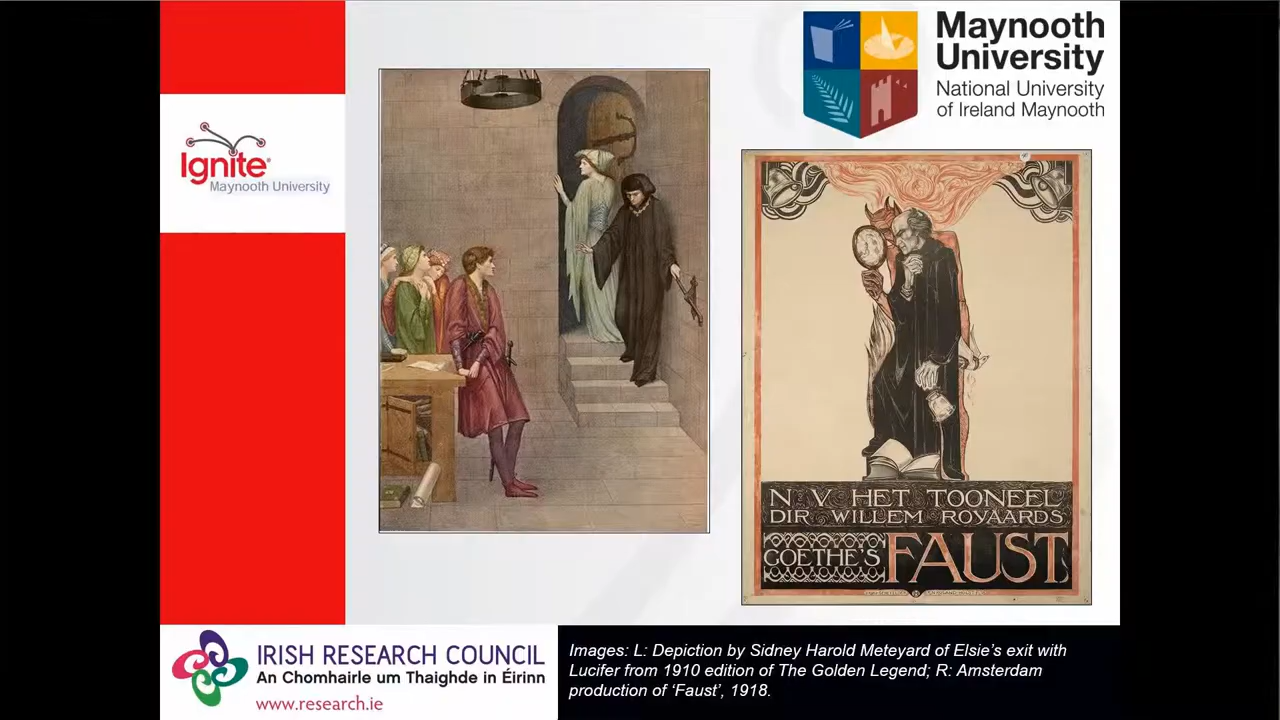 Maynooth
University
National University
of Ireland Maynooth
Ignite
Maynooth University
N.V. HET TOONEEL
DIR. WILLEM ROYAARDS
GOETHE'S FAUST
IRISH RESEARCH COUNCIL
An Chomhairle um Thaighde in Éirinn
www.research.ie
Images: L: Depiction by Sidney Harold Meteyard of Elsie's exit with
Lucifer from 1910 edition of The Golden Legend; R: Amsterdam
production of 'Faust', 1918.